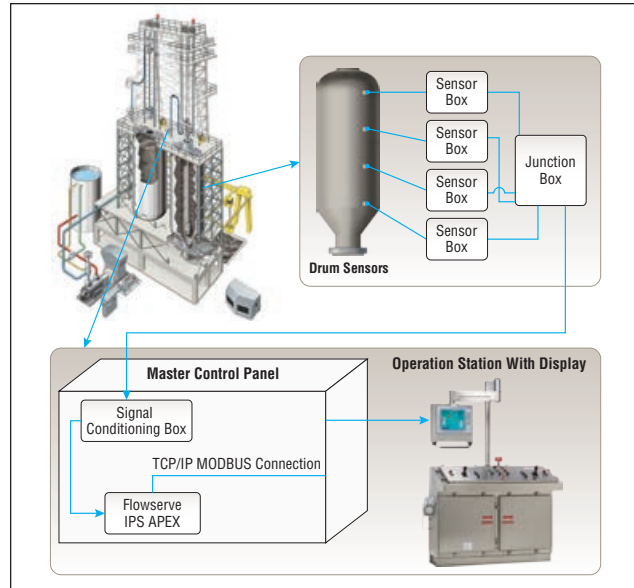 Sensor
Box
Sensor
Box
Sensor
Box
Sensor
Box
Junction
Box
Drum Sensors
Master Control Panel
Operation Station With Display
Signal
Conditioning Box
TCP/IP MODBUS Connection
Flowserve
IPS APEX